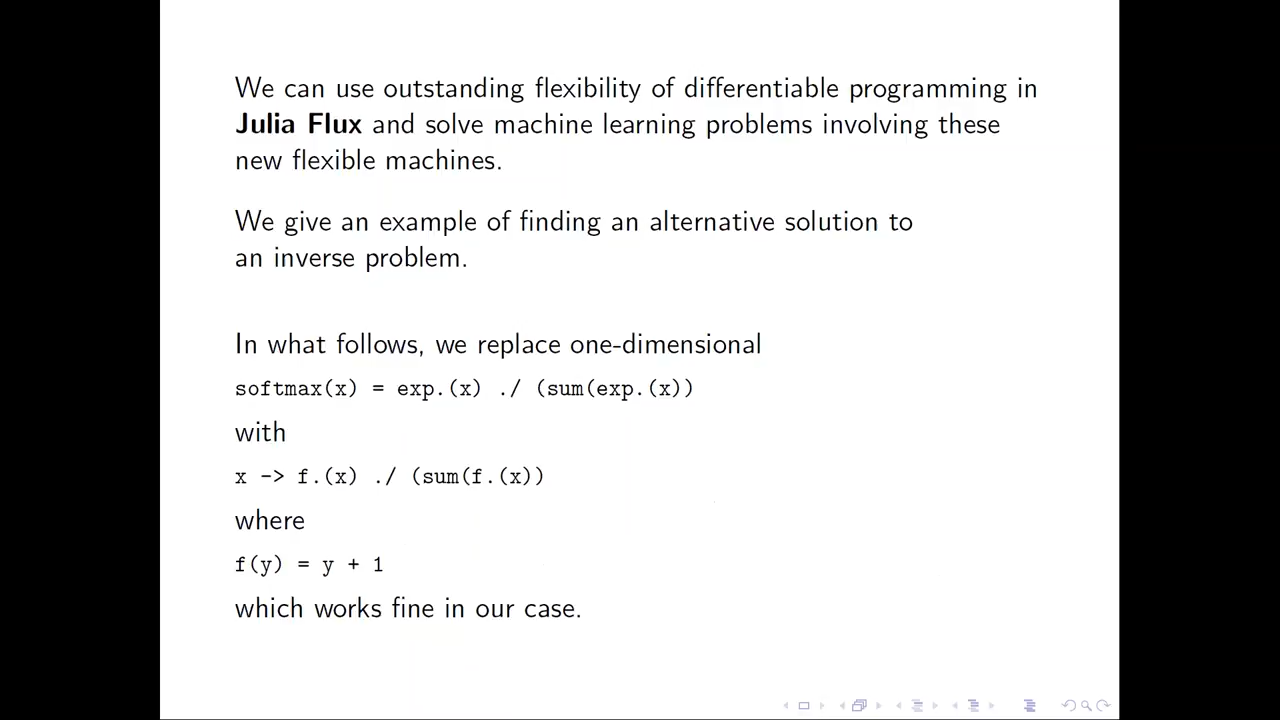 We can use outstanding flexibility of differentiable programming in
Julia Flux and solve machine learning problems involving these
new flexible machines.
We give an example of finding an alternative solution to
an inverse problem.
In what follows, we replace one-dimensional
softmax(x) = exp.(x) ./ (sum(exp.(x))
with
x -> f.(x) ./ (sum(f.(x))
where
f(y) = y + 1
which works fine in our case.